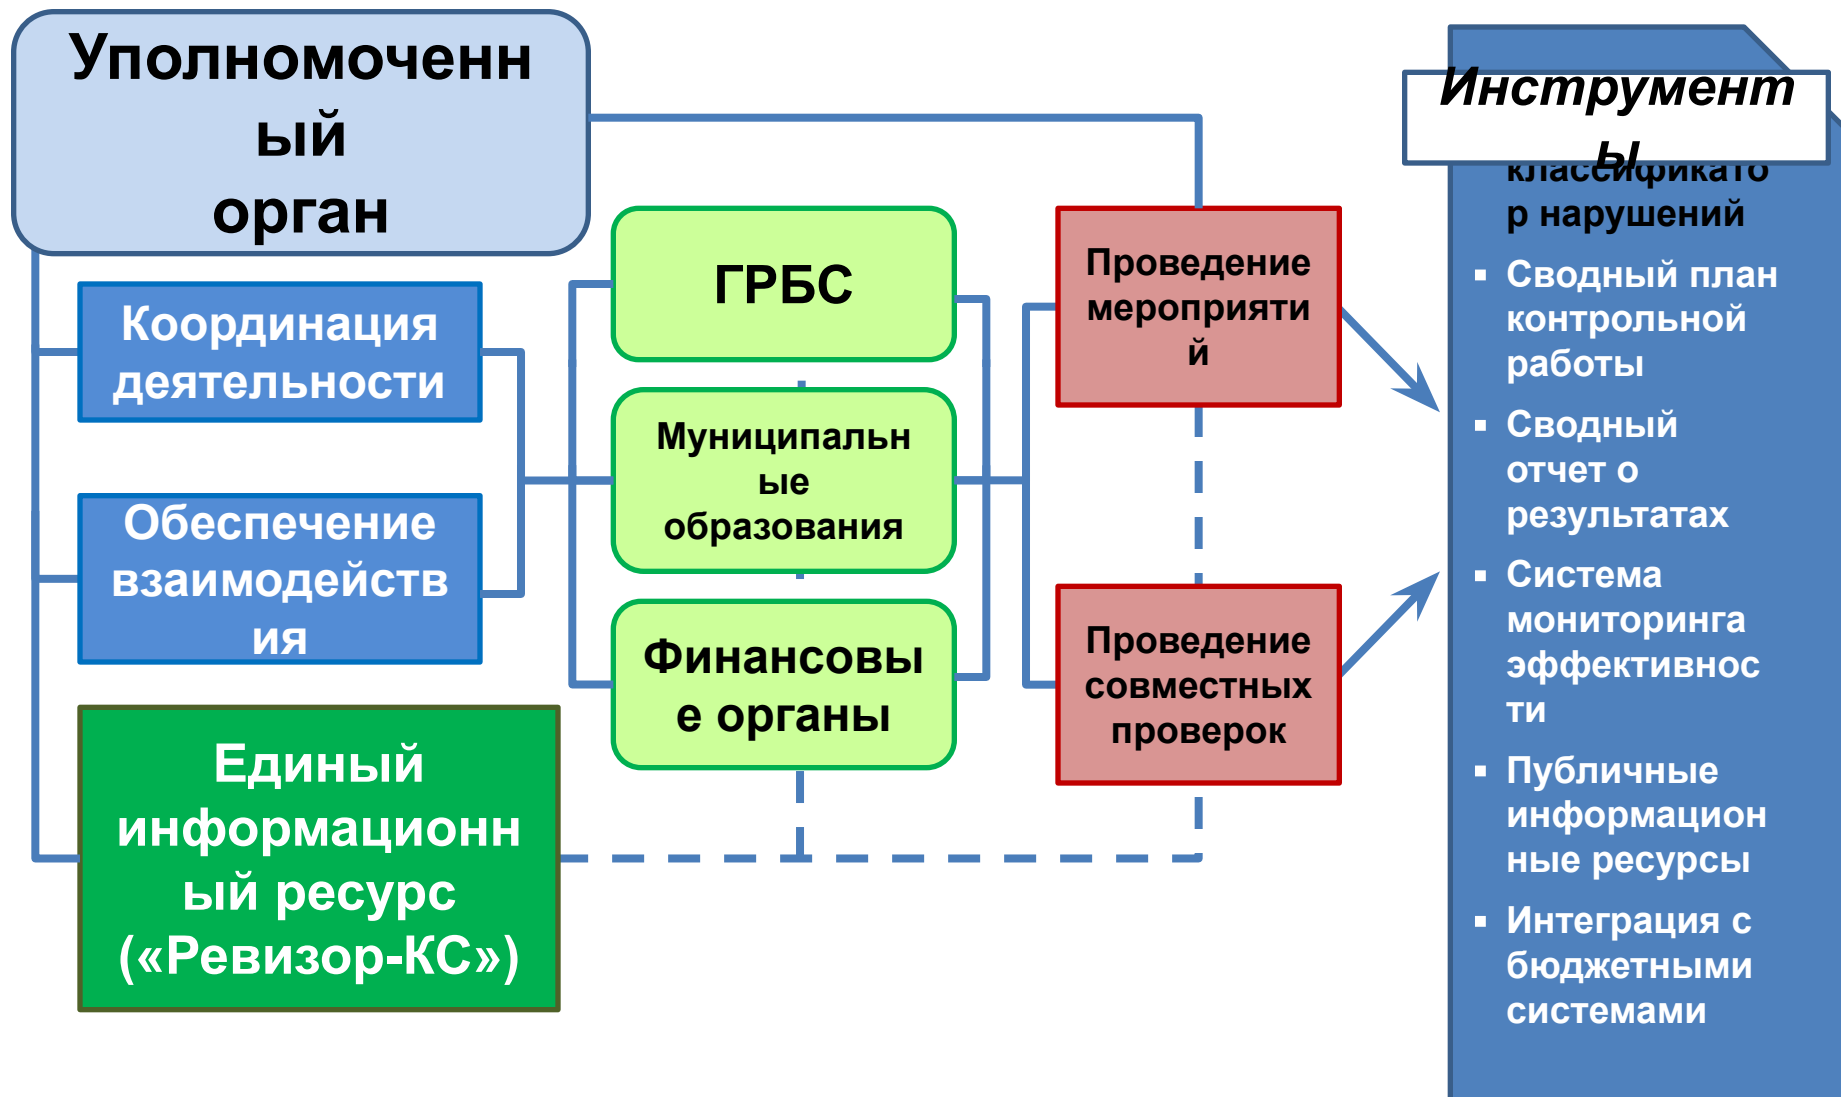 Уполномоченн
ый
орган
Координация
деятельности
Обеспечение
взаимодейств
ия
Единый
информационн
ый ресурс
(«Ревизор-КС»)
ГРБС
Муниципальн
ые
образования
Финансовы
е органы
Проведение
мероприяти
й
Проведение
совместных
проверок
Инструмент
ы
классификато
р нарушений
▪ Сводный план
контрольной
работы
▪ Сводный
отчет о
результатах
▪ Система
мониторинга
эффективнос
ти
▪ Публичные
информацион
ные ресурсы
▪ Интеграция с
бюджетными
системами